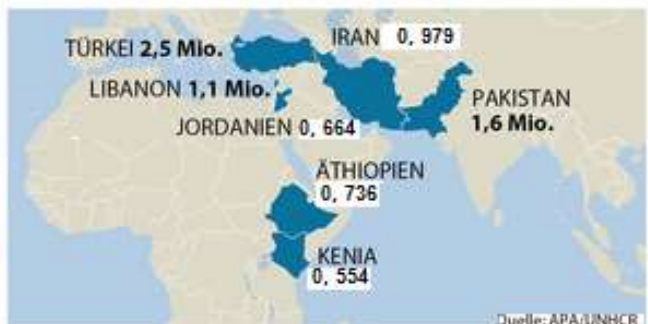 TÜRKEI 2,5 Mio.
IRAN 0, 979
LIBANON 1,1 Mio.
PAKISTAN
1,6 Mio.
JORDANIEN 0, 664
ÄTHIOPIEN
0, 736
KENIA
0, 554
Quelle: APA/UNHCR